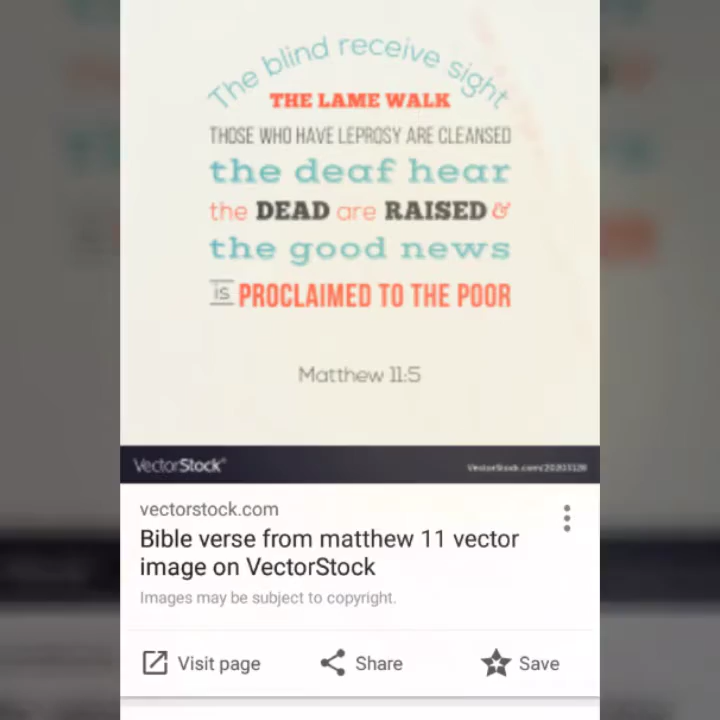 The blind receive sight
THE LAME WALK
THOSE WHO HAVE LEPROSY ARE CLEANSED
the deaf hear
the DEAD are RAISED &
the good news
is PROCLAIMED TO THE POOR
Matthew 11:5
VectorStock®
vectorstock.com
Bible verse from matthew 11 vector
image on VectorStock
Images may be subject to copyright.
Visit page
Share
Save